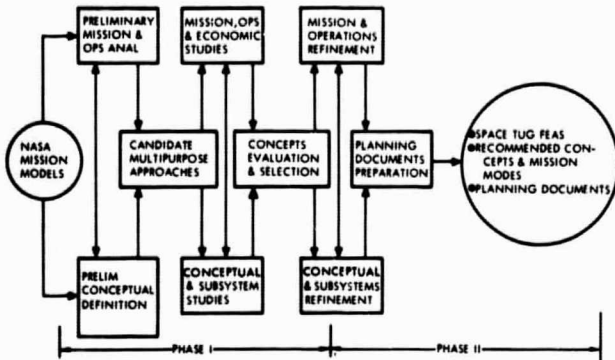 PRELIMINARY
MISSION &
OPS ANAL
MISSION, OPS
& ECONOMIC
STUDIES
MISSION &
OPERATIONS
REFINEMENT
NASA
MISSION
MODELS
CANDIDATE
MULTIPURPOSE
APPROACHES
CONCEPTS
EVALUATION
& SELECTION
PLANNING
DOCUMENTS
PREPARATION
●SPACE TUG FEAS
●RECOMMENDED CON-
CEPTS & MISSION
MODES
●PLANNING DOCUMENTS
PRELIM
CONCEPTUAL
DEFINITION
CONCEPTUAL
& SUBSYSTEM
STUDIES
CONCEPTUAL
& SUBSYSTEMS
REFINEMENT
PHASE I
PHASE II